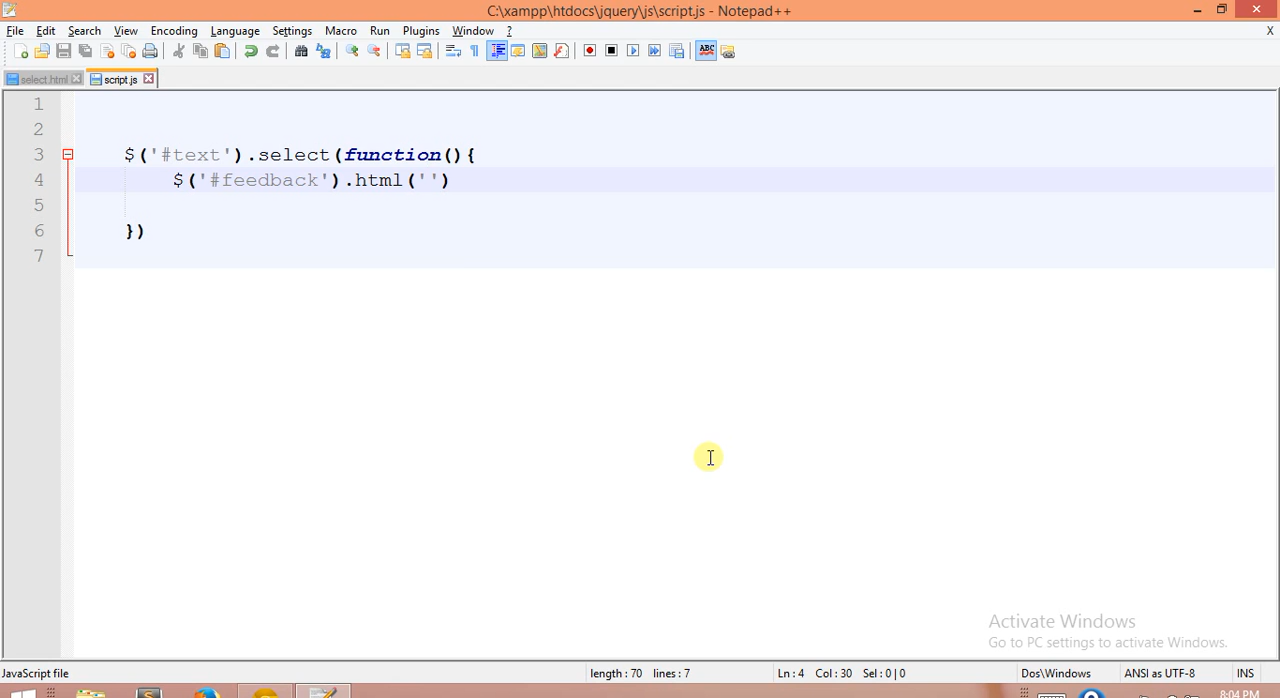 C:\xampp\htdocs\jquery\js\script.js - Notepad++
File Edit Search View Encoding Language Settings Macro Run Plugins Window ? X
select.html script.js
1
2
3 $('#text').select(function(){
4 $('#feedback').html('')
5
6 })
7
Activate Windows
Go to PC settings to activate Windows.
JavaScript file length : 70 lines : 7 Ln : 4 Col : 30 Sel : 0 | 0 Dos\Windows ANSI as UTF-8 INS
8:04 PM